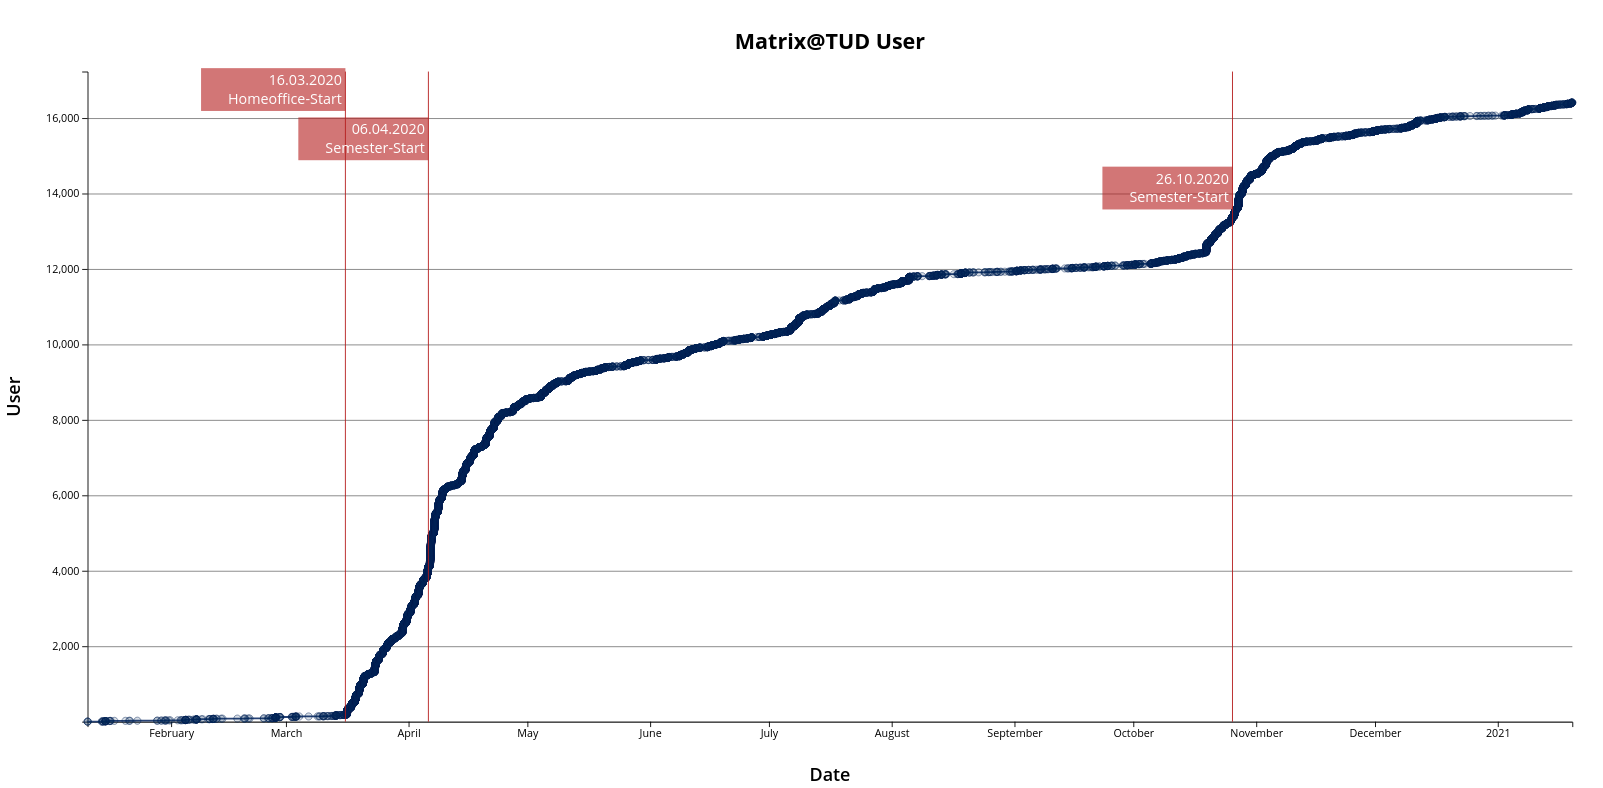 Matrix@TUD User
16.03.2020
Homeoffice-Start
06.04.2020
Semester-Start
26.10.2020
Semester-Start
16,000
14,000
12,000
10,000
8,000
6,000
4,000
2,000
User
February March April May June July August September October November December 2021
Date